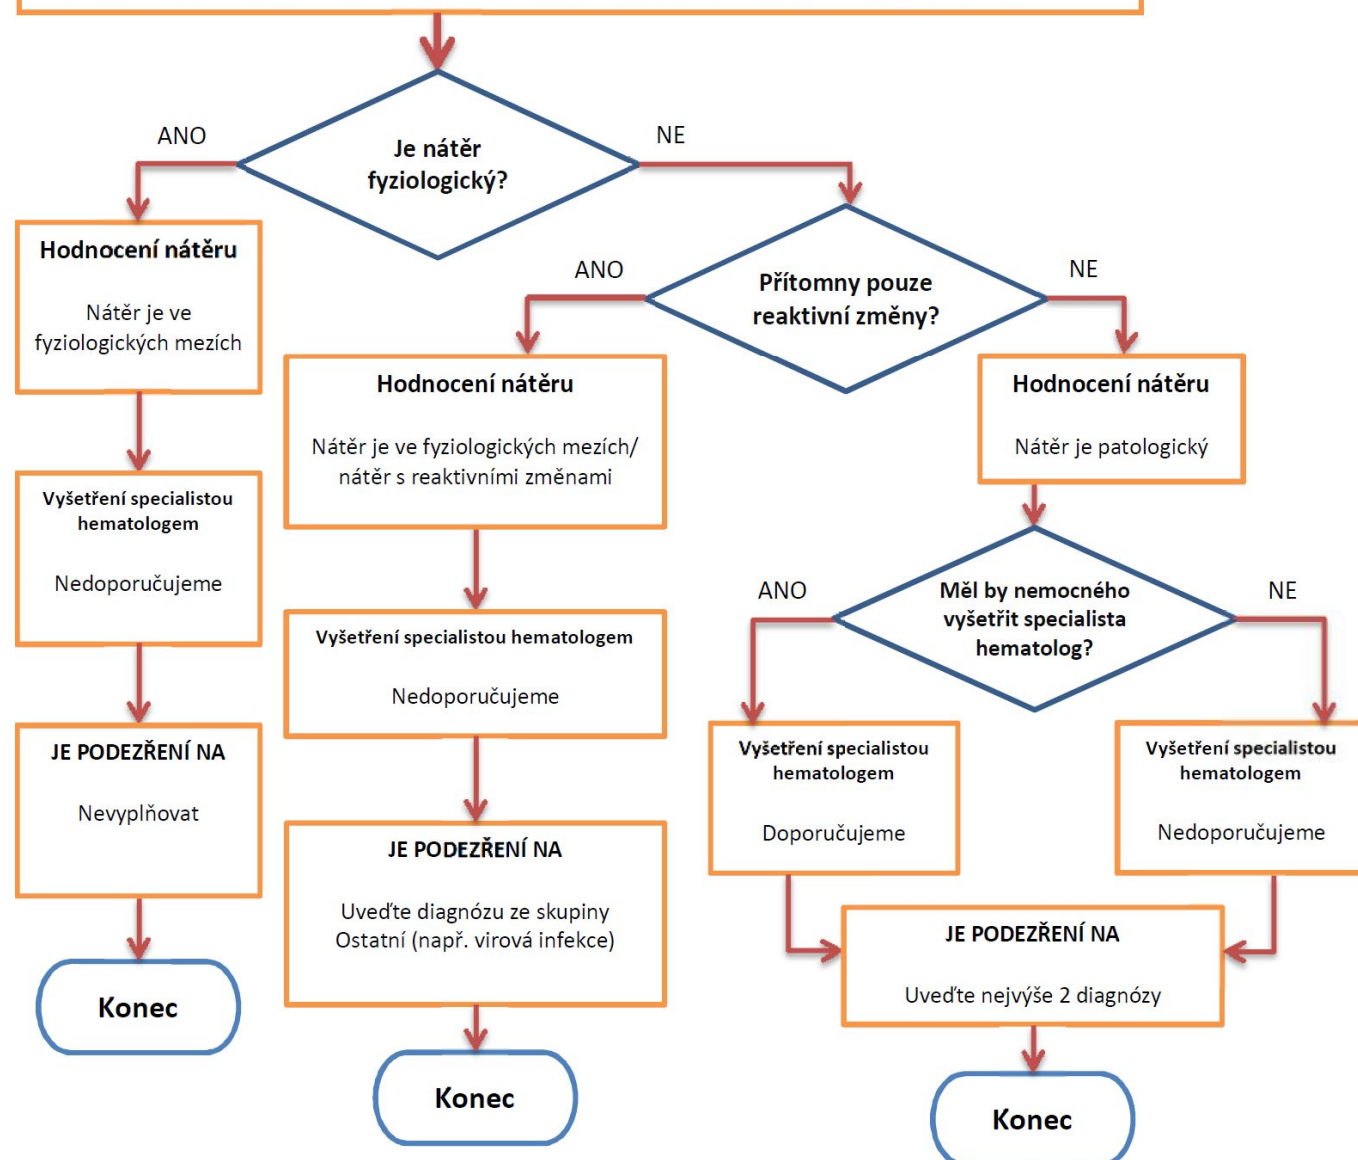 ANO
Je nátěr
fyziologický?
NE
Hodnocení nátěru
Nátěr je ve
fyziologických mezích
Vyšetření specialistou
hematologem
Nedoporučujeme
JE PODEZŘENÍ NA
Nevyplňovat
Konec
ANO
Přítomny pouze
reaktivní změny?
NE
Hodnocení nátěru
Nátěr je ve fyziologických mezích/
nátěr s reaktivními změnami
Vyšetření specialistou hematologem
Nedoporučujeme
JE PODEZŘENÍ NA
Uveďte diagnózu ze skupiny
Ostatní (např. virová infekce)
Konec
Hodnocení nátěru
Nátěr je patologický
ANO
Měl by nemocného
vyšetřit specialista
hematolog?
NE
Vyšetření specialistou
hematologem
Doporučujeme
Vyšetření specialistou
hematologem
Nedoporučujeme
JE PODEZŘENÍ NA
Uveďte nejvýše 2 diagnózy
Konec